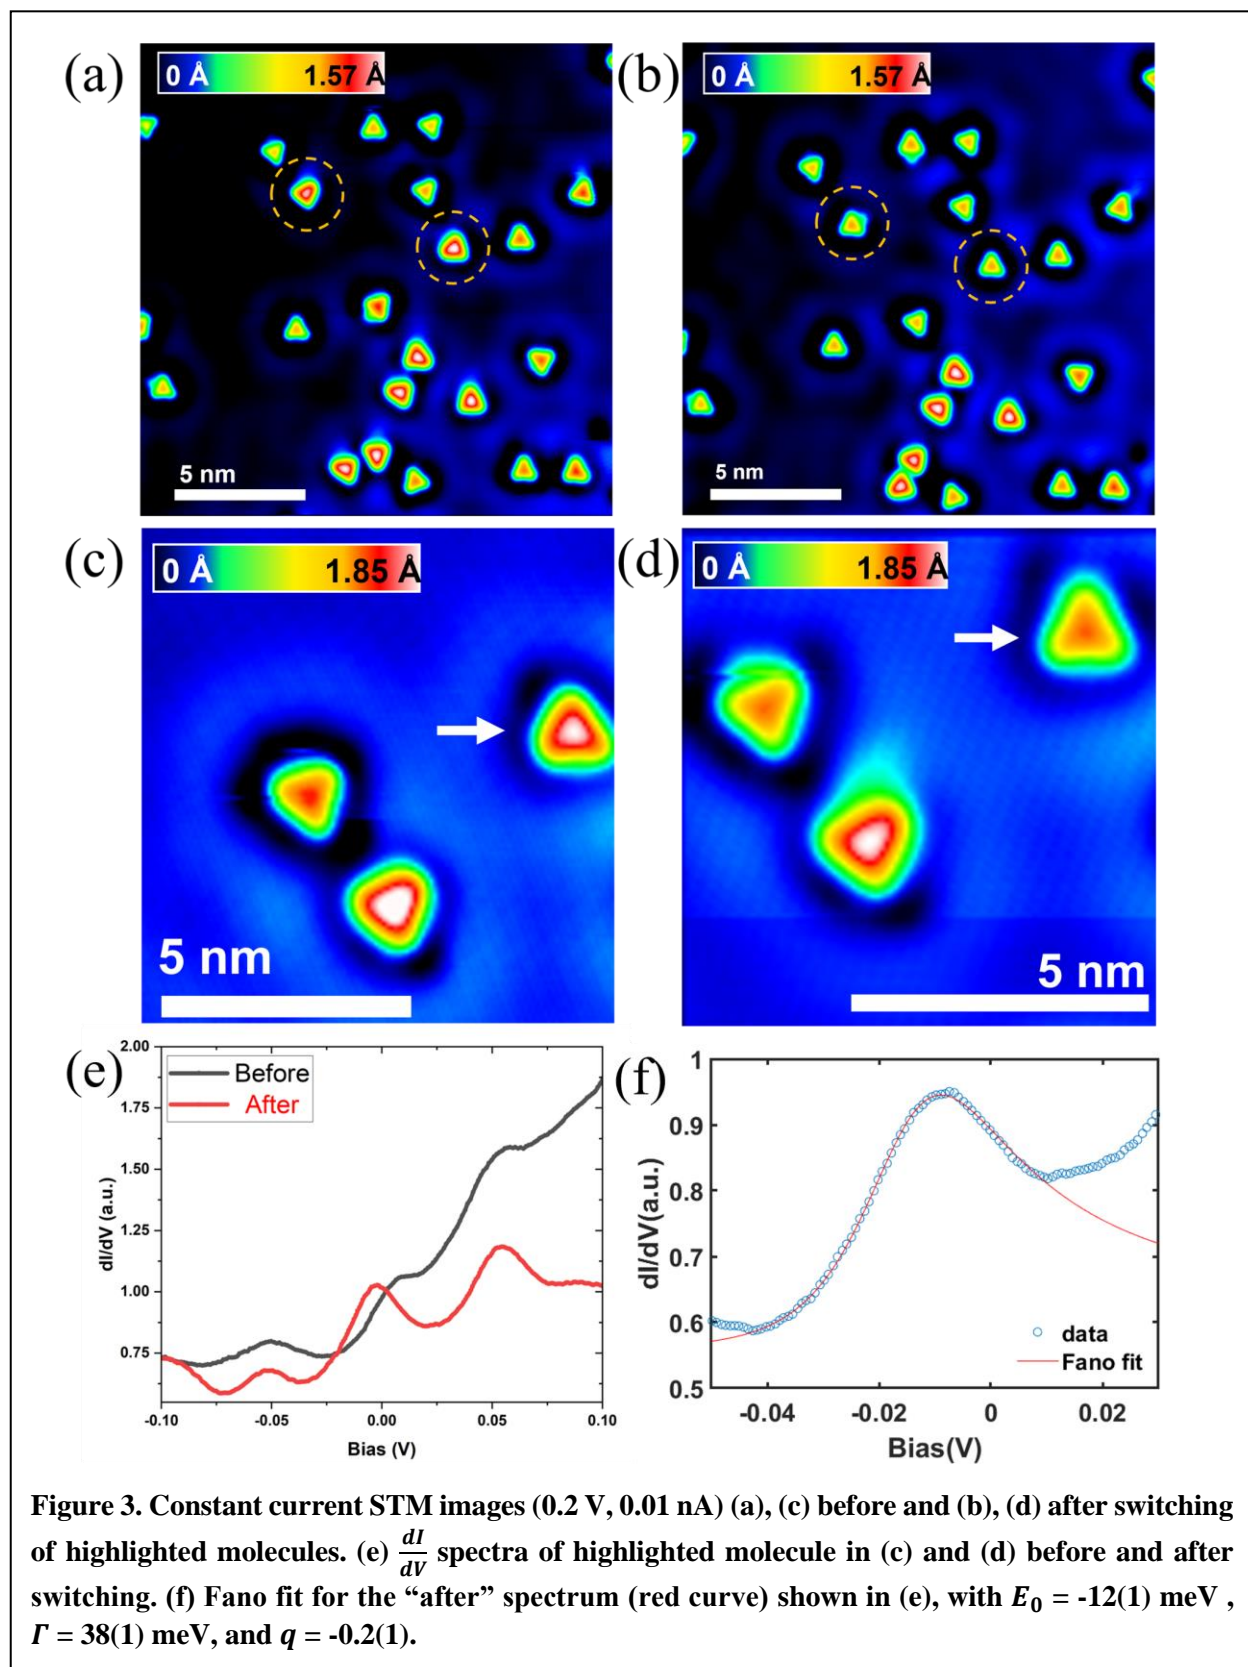 (a)
0 Å 1.57 Å
5 nm
(b)
0 Å 1.57 Å
5 nm
(c)
0 Å 1.85 Å
5 nm
(d)
0 Å 1.85 Å
5 nm
(e)
Before
After
2.00
1.75
1.50
1.25
1.00
0.75
dI/dV (a.u.)
-0.10 -0.05 0.00 0.05 0.10
Bias (V)
(f)
1
0.9
0.8
0.7
0.6
0.5
dI/dV(a.u.)
data
Fano fit
-0.04 -0.02 0 0.02
Bias(V)
Figure 3. Constant current STM images (0.2 V, 0.01 nA) (a), (c) before and (b), (d) after switching
of highlighted molecules. (e) dI/dV spectra of highlighted molecule in (c) and (d) before and after
switching. (f) Fano fit for the “after” spectrum (red curve) shown in (e), with E₀ = -12(1) meV ,
Γ = 38(1) meV, and q = -0.2(1).